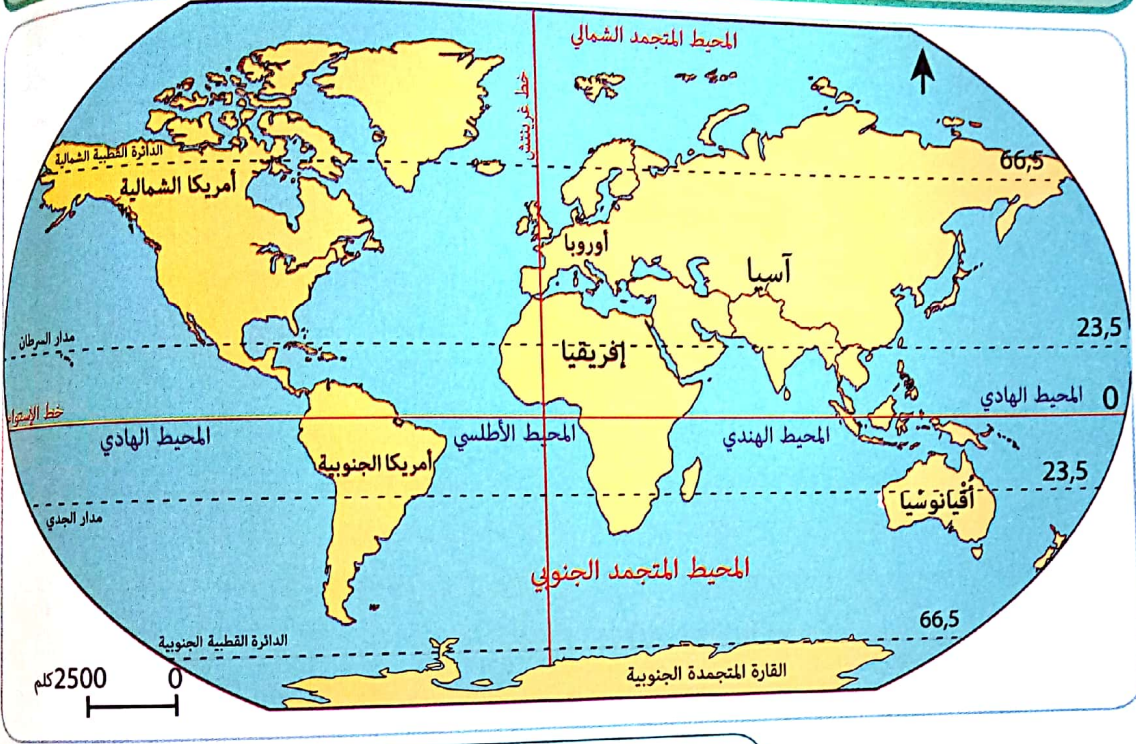 المحيط المتجمد الشمالي
خط غرينتش
الدائرة القطبية الشمالية
66,5
أمريكا الشمالية
أوروبا
آسيا
مدار السرطان
23,5
إفريقيا
المحيط الهادي
0
خط الإستواء
المحيط الهادي
المحيط الأطلسي
المحيط الهندي
أمريكا الجنوبية
23,5
أُقْيَانُوسْيَا
مدار الجدي
المحيط المتجمد الجنوبي
66,5
الدائرة القطبية الجنوبية
القارة المتجمدة الجنوبية
0 2500كلم